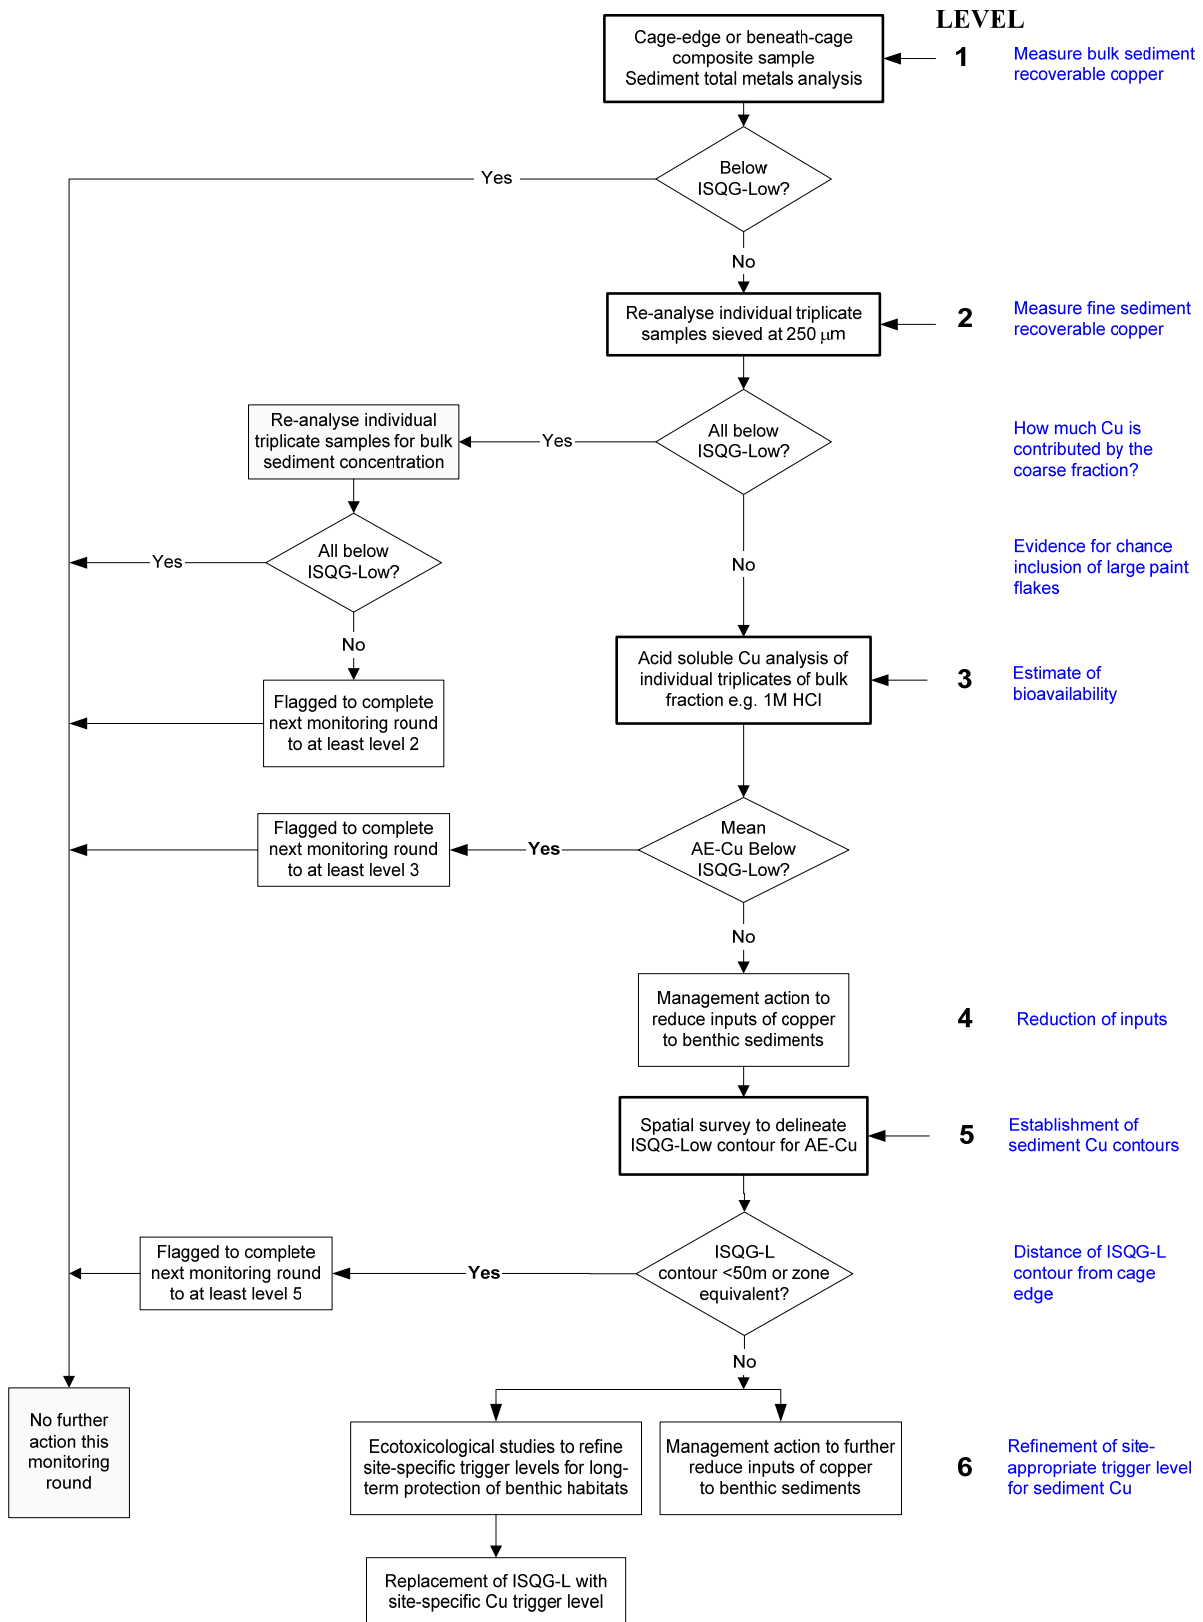 LEVEL
Cage-edge or beneath-cage
composite sample
Sediment total metals analysis
1
Measure bulk sediment
recoverable copper
Below
ISQG-Low?
Yes
No
Re-analyse individual triplicate
samples sieved at 250 µm
2
Measure fine sediment
recoverable copper
All below
ISQG-Low?
Yes
Re-analyse individual
triplicate samples for bulk
sediment concentration
How much Cu is
contributed by the
coarse fraction?
All below
ISQG-Low?
Yes
No
No
Evidence for chance
inclusion of large paint
flakes
Flagged to complete
next monitoring round
to at least level 2
Acid soluble Cu analysis of
individual triplicates of bulk
fraction e.g. 1M HCl
3
Estimate of
bioavailability
Mean
AE-Cu Below
ISQG-Low?
Yes
Flagged to complete
next monitoring round
to at least level 3
No
Management action to
reduce inputs of copper
to benthic sediments
4
Reduction of inputs
Spatial survey to delineate
ISQG-Low contour for AE-Cu
5
Establishment of
sediment Cu contours
ISQG-L
contour <50m or zone
equivalent?
Yes
Flagged to complete
next monitoring round
to at least level 5
Distance of ISQG-L
contour from cage
edge
No
No further
action this
monitoring
round
Ecotoxicological studies to refine
site-specific trigger levels for long-
term protection of benthic habitats
Management action to further
reduce inputs of copper
to benthic sediments
6
Refinement of site-
appropriate trigger level
for sediment Cu
Replacement of ISQG-L with
site-specific Cu trigger level